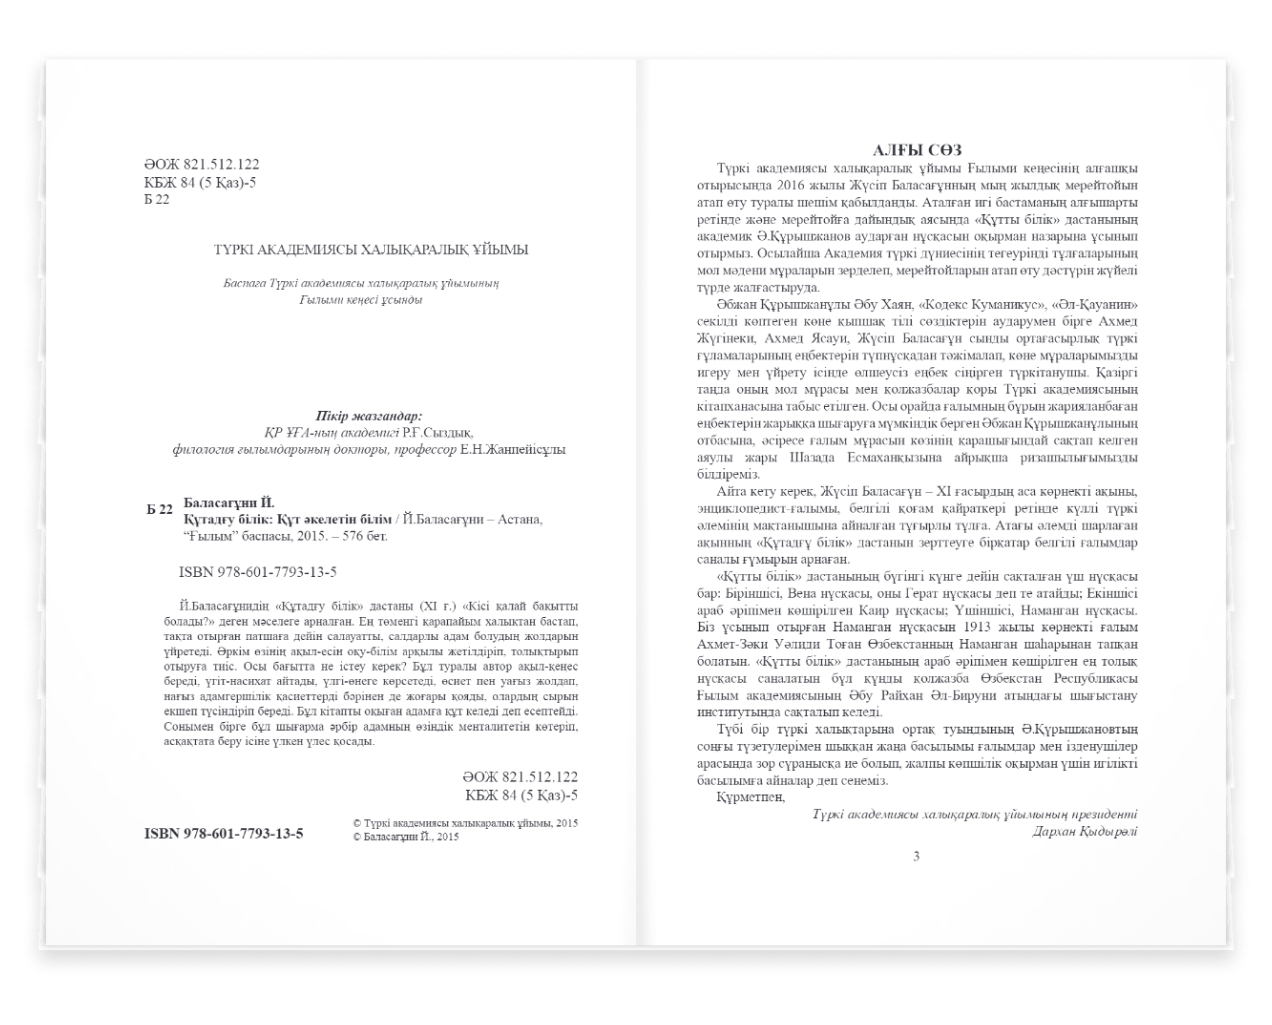 ӘОЖ 821.512.122
КБЖ 84 (5 Қаз)-5
Б 22
ТҮРКІ АКАДЕМИЯСЫ ХАЛЫҚАРАЛЫҚ ҰЙЫМЫ
Баспаға Түркі академиясы халықаралық ұйымының
Ғылыми кеңесі ұсынды
Пікір жазғандар:
ҚР ҰҒА-ның академигі Р.Ғ.Сыздық,
филология ғылымдарының докторы, профессор Е.Н.Жанпейісұлы
Баласағұни Й.
Б 22 Құтадғу білік: Құт әкелетін білім / Й.Баласағұни – Астана,
“Ғылым” баспасы, 2015. – 576 бет.
ISBN 978-601-7793-13-5
Й.Баласағұнидің «Құтадғу білік» дастаны (XI ғ.) «Кісі қалай бақытты
болады?» деген мәселеге арналған. Ең төменгі қарапайым халықтан бастап,
тақта отырған патшаға дейін салауатты, салдарлы адам болудың жолдарын
үйретеді. Әркім өзінің ақыл-есін оқу-білім арқылы жетілдіріп, толықтырып
отыруға тиіс. Осы бағытта не істеу керек? Бұл туралы автор ақыл-кеңес
береді, үгіт-насихат айтады, үлгі-өнеге көрсетеді, өсиет пен уағыз жолдап,
нағыз адамгершілік қасиеттерді бәрінен де жоғары қояды, олардың сырын
екшеп түсіндіріп береді. Бұл кітапты оқыған адамға құт келеді деп есептейді.
Сонымен бірге бұл шығарма әрбір адамның өзіндік менталитетін көтеріп,
асқақтата беру ісіне үлкен үлес қосады.
ӘОЖ 821.512.122
КБЖ 84 (5 Қаз)-5
ISBN 978-601-7793-13-5
© Түркі академиясы халықаралық ұйымы, 2015
© Баласағұни Й., 2015
АЛҒЫ СӨЗ
Түркі академиясы халықаралық ұйымы Ғылыми кеңесінің алғашқы
отырысында 2016 жылы Жүсіп Баласағұнның мың жылдық мерейтойын
атап өту туралы шешім қабылданды. Аталған игі бастаманың алғышарты
ретінде және мерейтойға дайындық аясында «Құтты білік» дастанының
академик Ә.Құрышжанов аударған нұсқасын оқырман назарына ұсынып
отырмыз. Осылайша Академия түркі дүниесінің тегеурінді тұлғаларының
мол мәдени мұраларын зерделеп, мерейтойларын атап өту дәстүрін жүйелі
түрде жалғастыруда.
Әбжан Құрышжанұлы Әбу Хаян, «Кодекс Куманикус», «Әл-Қауанин»
секілді көптеген көне қыпшақ тілі сөздіктерін аударумен бірге Ахмед
Жүгінеки, Ахмед Ясауи, Жүсіп Баласағұн сынды ортағасырлық түркі
ғұламаларының еңбектерін түпнұсқадан тәжімалап, көне мұраларымызды
игеру мен үйрету ісінде өлшеусіз еңбек сіңірген түркітанушы. Қазіргі
таңда оның мол мұрасы мен қолжазбалар қоры Түркі академиясының
кітапханасына табыс етілген. Осы орайда ғалымның бұрын жарияланбаған
еңбектерін жарыққа шығаруға мүмкіндік берген Әбжан Құрышжанұлының
отбасына, әсіресе ғалым мұрасын көзінің қарашығындай сақтап келген
аяулы жары Шазада Есмаханқызына айрықша ризашылығымызды
білдіреміз.
Айта кету керек, Жүсіп Баласағұн – XI ғасырдың аса көрнекті ақыны,
энциклопедист-ғалымы, белгілі қоғам қайраткері ретінде күллі түркі
әлемінің мақтанышына айналған тұғырлы тұлға. Атағы әлемді шарлаған
ақынның «Құтадғу білік» дастанын зерттеуге бірқатар белгілі ғалымдар
саналы ғұмырын арнаған.
«Құтты білік» дастанының бүгінгі күнге дейін сақталған үш нұсқасы
бар: Біріншісі, Вена нұсқасы, оны Герат нұсқасы деп те атайды; Екіншісі
араб әріпімен көшірілген Каир нұсқасы; Үшіншісі, Наманган нұсқасы.
Біз ұсынып отырған Наманган нұсқасын 1913 жылы көрнекті ғалым
Ахмет-Зәки Уәлиди Тоған Өзбекстанның Наманган шаһарынан тапқан
болатын. «Құтты білік» дастанының араб әріпімен көшірілген ең толық
нұсқасы саналатын бұл құнды қолжазба Өзбекстан Республикасы
Ғылым академиясының Әбу Райхан Әл-Бируни атындағы шығыстану
институтында сақталып келеді.
Түбі бір түркі халықтарына ортақ туындының Ә.Құрышжановтың
соңғы түзетулерімен шыққан жаңа басылымы ғалымдар мен ізденушілер
арасында зор сұранысқа ие болып, жалпы көпшілік оқырман үшін игілікті
басылымға айналар деп сенеміз.
Құрметпен,
Түркі академиясы халықаралық ұйымының президенті
Дархан Қыдырәлі
3